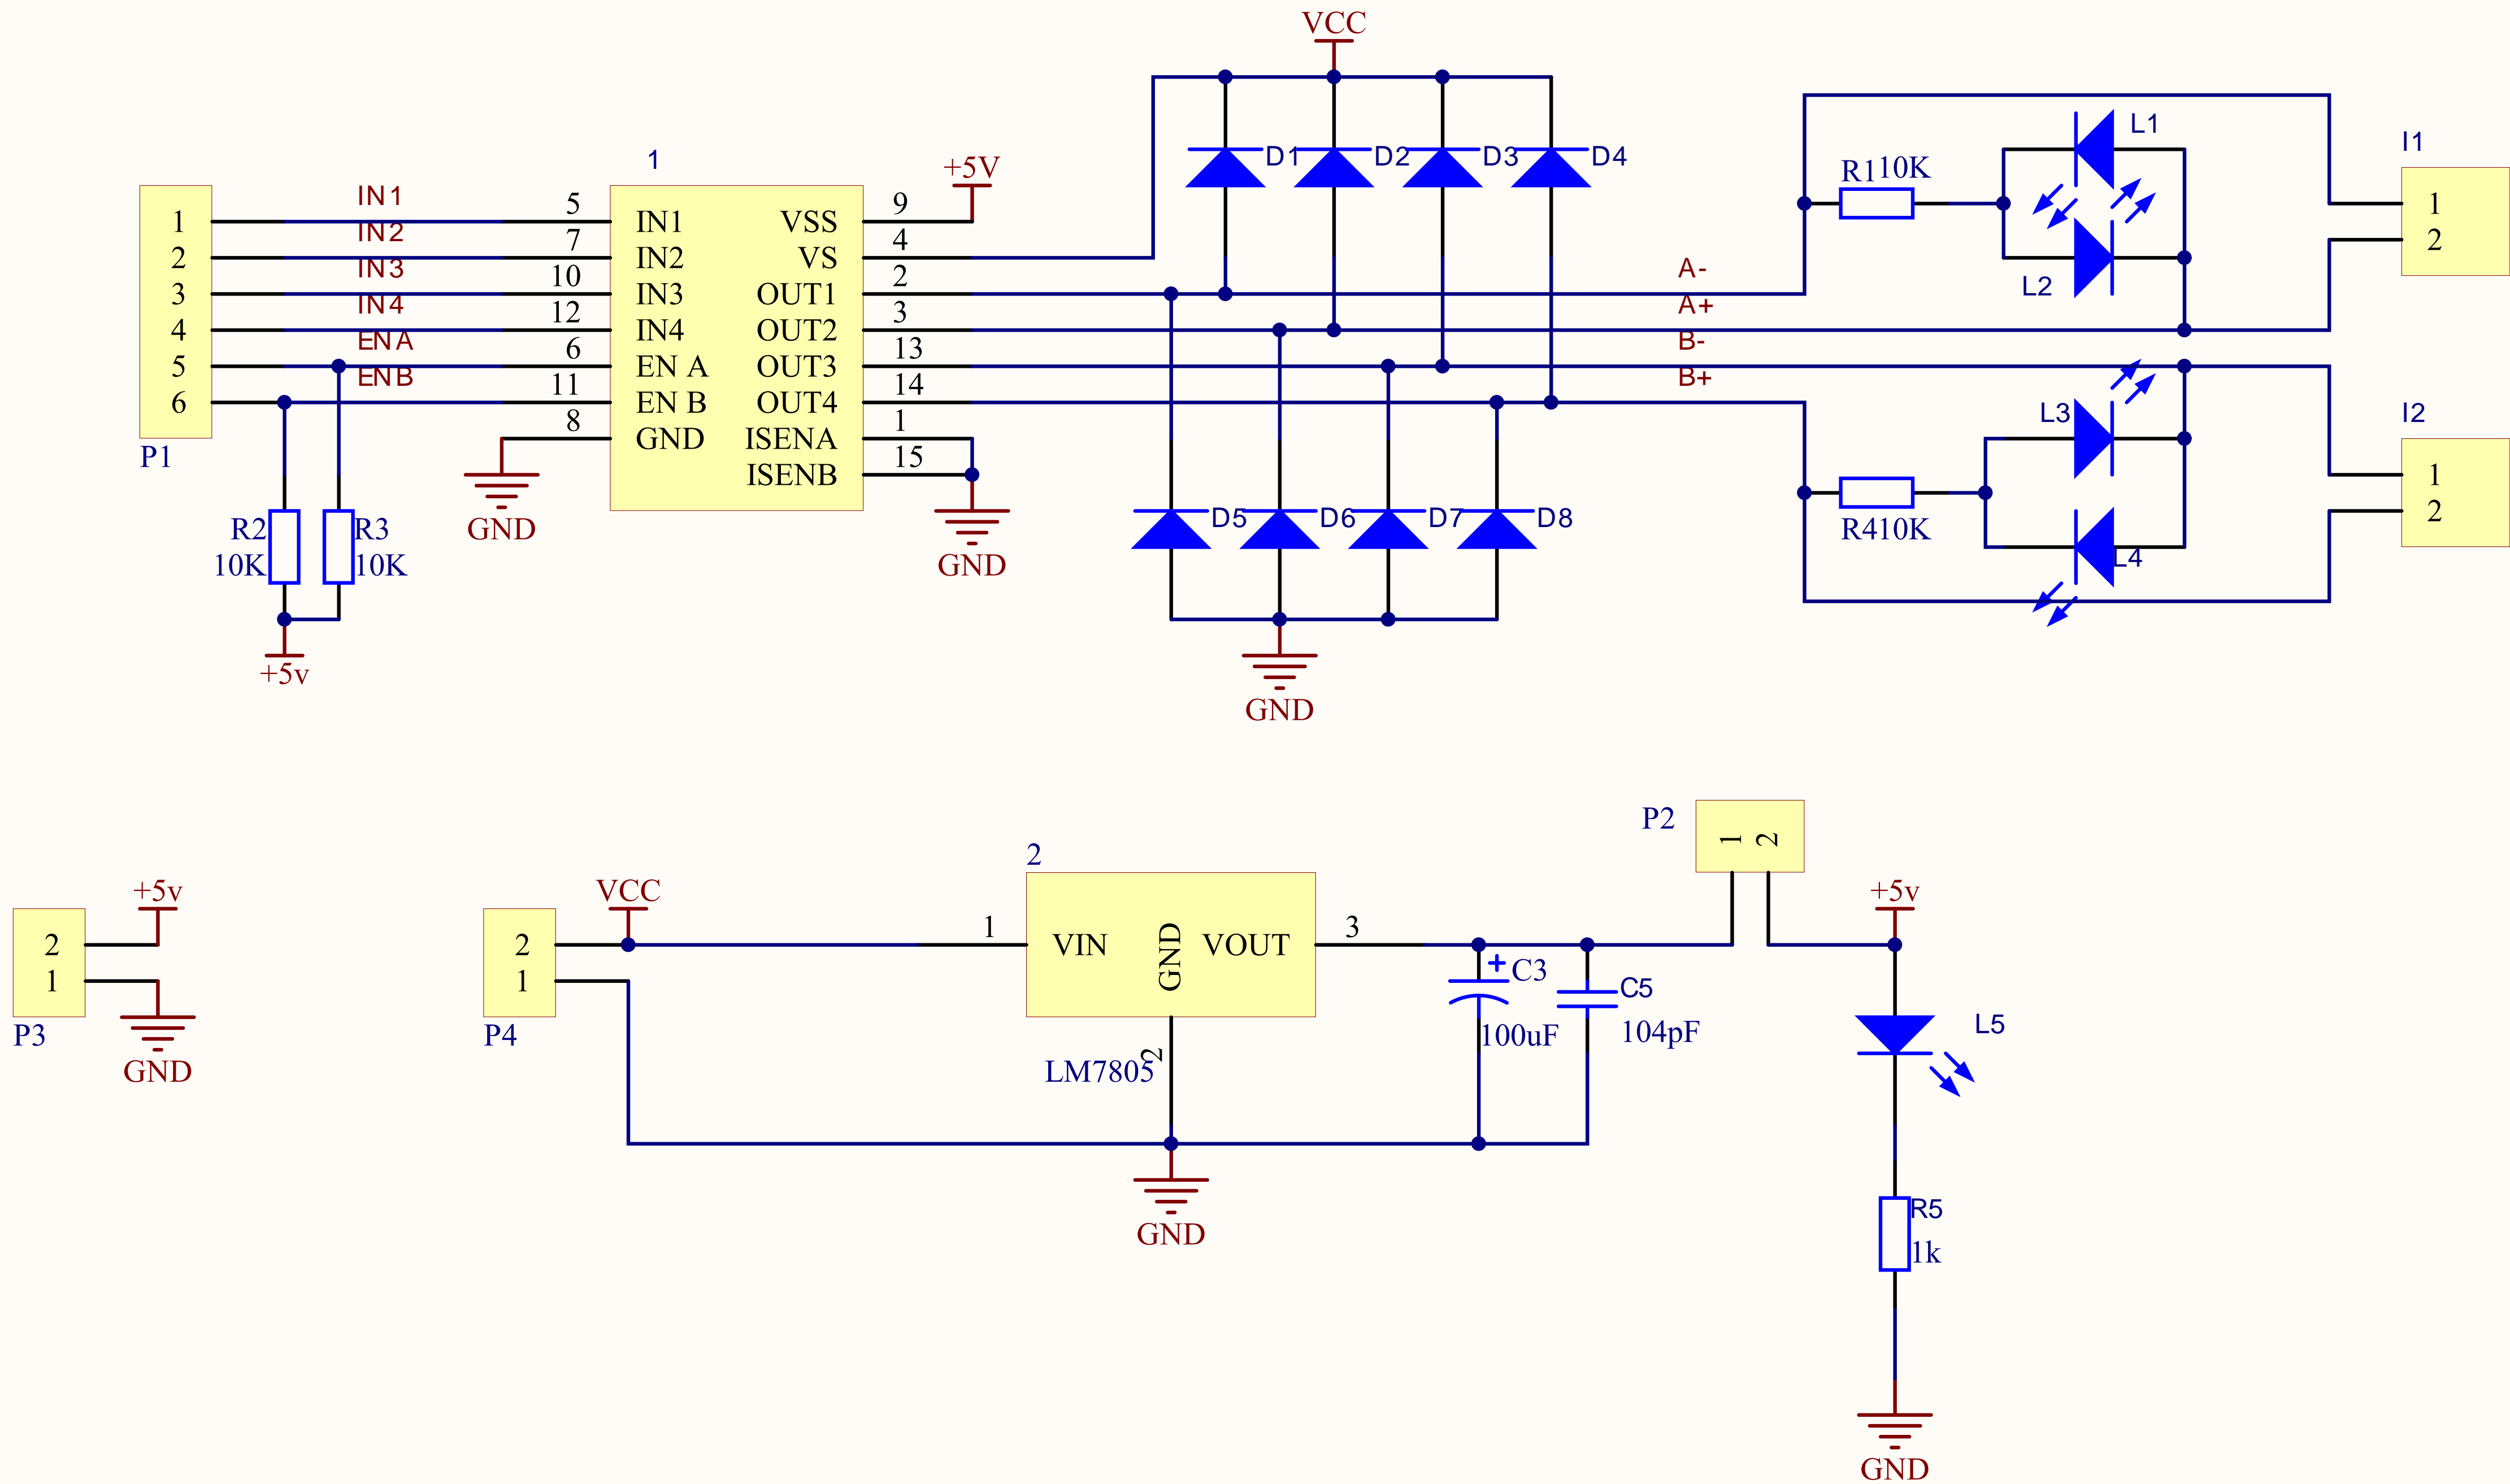 VCC
1
+5V
IN1
IN2
IN3
IN4
ENA
ENB
1
2
3
4
5
6
P1
5
7
10
12
6
11
8
IN1
IN2
IN3
IN4
EN A
EN B
GND
VSS
VS
OUT1
OUT2
OUT3
OUT4
ISENA
ISENB
9
4
2
3
13
14
1
15
GND
GND
R2
10K
R3
10K
+5v
D1
D2
D3
D4
D5
D6
D7
D8
GND
A-
A+
B-
B+
R1 10K
L1
L2
I1
1
2
L3
L4
R4 10K
I2
1
2
+5v
2
1
P3
GND
VCC
2
1
P4
2
1
VIN
GND
VOUT
3
2
LM7805
GND
C3
100uF
C5
104pF
P2
1
2
+5v
L5
R5
1k
GND